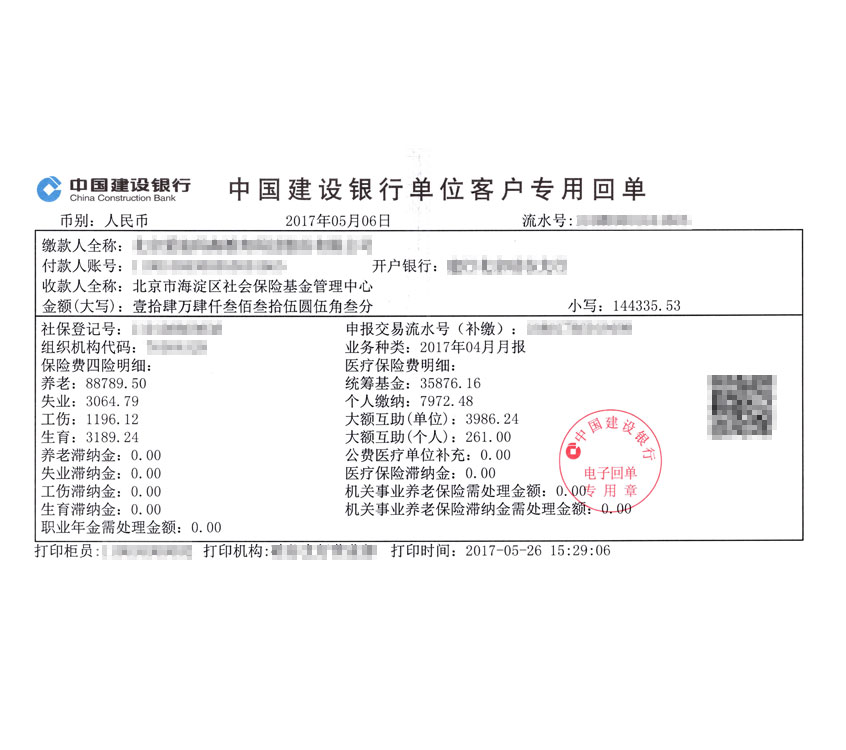 中国建设银行
China Construction Bank
中国建设银行单位客户专用回单
币别：人民币 2017年05月06日 流水号：
缴款人全称：
付款人账号： 开户银行：
收款人全称：北京市海淀区社会保险基金管理中心
金额(大写)：壹拾肆万肆仟叁佰叁拾伍圆伍角叁分 小写：144335.53
社保登记号： 申报交易流水号（补缴）：
组织机构代码： 业务种类：2017年04月月报
保险费四险明细： 医疗保险费明细：
养老：88789.50 统筹基金：35876.16
失业：3064.79 个人缴纳：7972.48
工伤：1196.12 大额互助(单位)：3986.24
生育：3189.24 大额互助(个人)：261.00
养老滞纳金：0.00 公费医疗单位补充：0.00
失业滞纳金：0.00 医疗保险滞纳金：0.00
工伤滞纳金：0.00 机关事业养老保险需处理金额：0.00
生育滞纳金：0.00 机关事业养老保险滞纳金需处理金额：0.00
职业年金需处理金额：0.00
中国建设银行
电子回单
专用章
打印柜员： 打印机构： 打印时间：2017-05-26 15:29:06